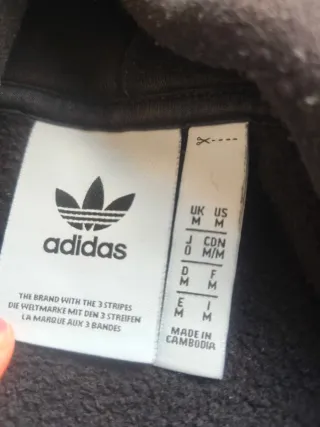 adidas
THE BRAND WITH THE 3 STRIPES
DIE WELTMARKE MIT DEN 3 STREIFEN
LA MARQUE AUX 3 BANDES
UK US
M M
J CDN
O M/M
D F
M M
E I
M M
MADE IN
CAMBODIA